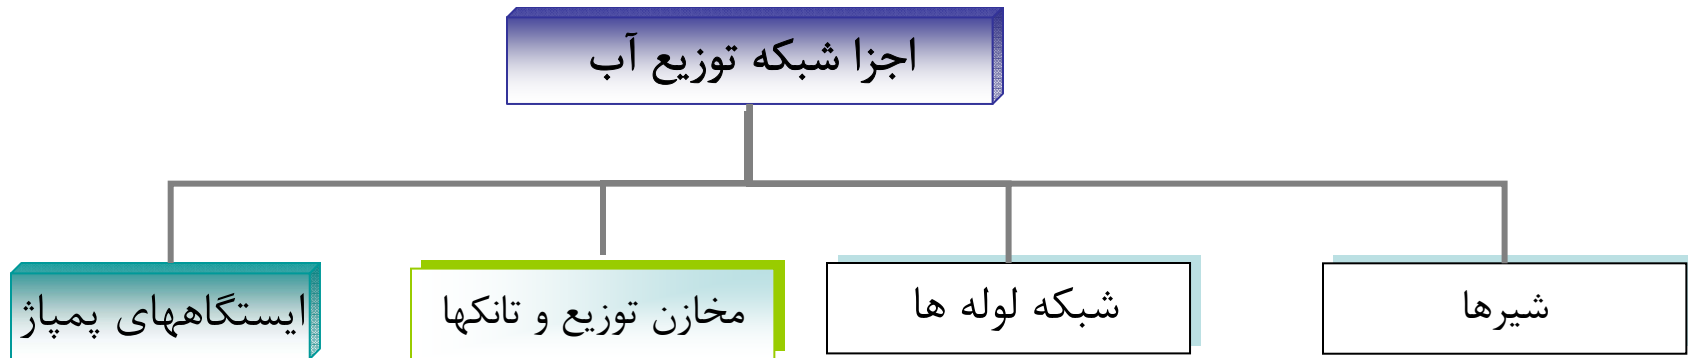 اجزا شبکه توزیع آب
شیرها
شبکه لوله ها
مخازن توزیع و تانکها
ایستگاههای پمپاژ